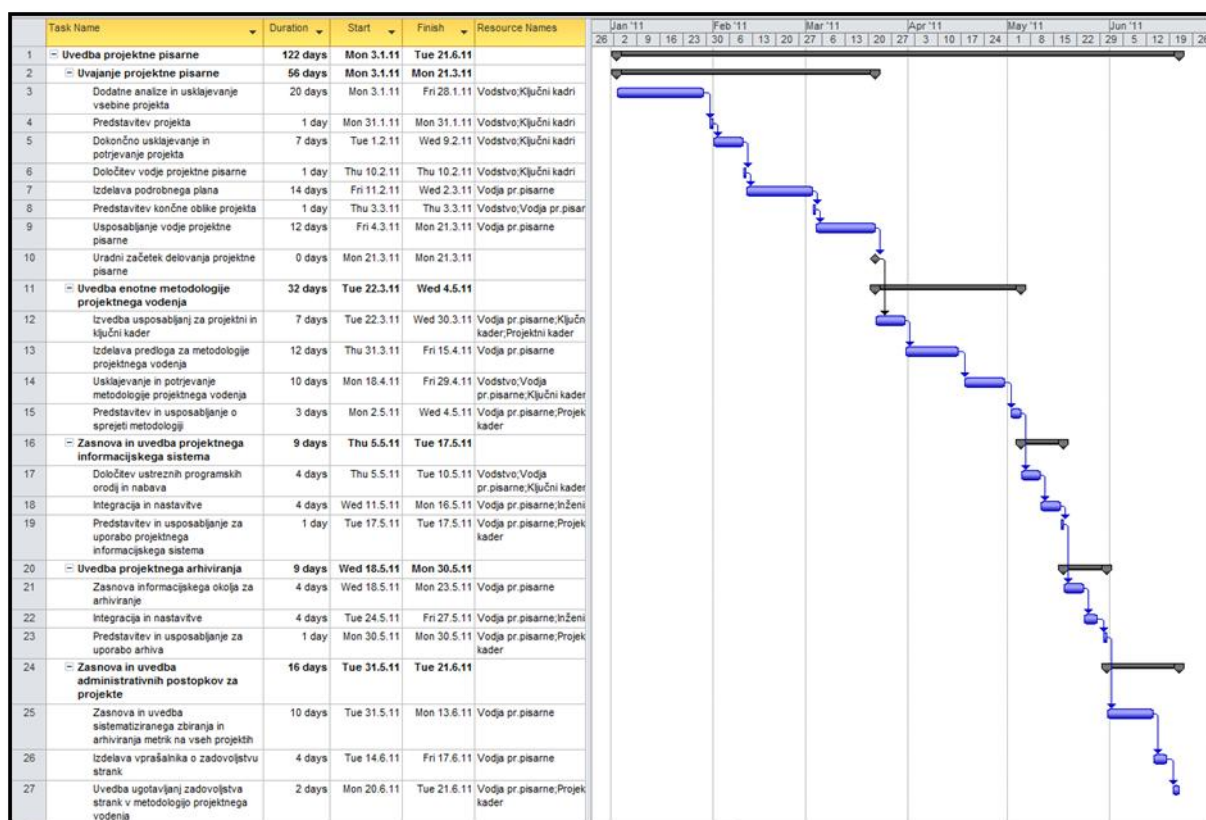 Task Name Duration Start Finish Resource Names
Jan '11 Feb '11 Mar '11 Apr '11 May '11 Jun '11
26 2 9 16 23 30 6 13 20 27 6 13 20 27 3 10 17 24 1 8 15 22 29 5 12 19 26
1 Uvedba projektne pisarne 122 days Mon 3.1.11 Tue 21.6.11
2 Uvajanje projektne pisarne 56 days Mon 3.1.11 Mon 21.3.11
3 Dodatne analize in usklajevanje 20 days Mon 3.1.11 Fri 28.1.11 Vodstvo;Ključni kadri
vsebine projekta
4 Predstavitev projekta 1 day Mon 31.1.11 Mon 31.1.11 Vodstvo;Ključni kadri
5 Dokončno usklajevanje in 7 days Tue 1.2.11 Wed 9.2.11 Vodstvo;Ključni kadri
potrjevanje projekta
6 Določitev vodje projektne pisarne 1 day Thu 10.2.11 Thu 10.2.11 Vodstvo;Ključni kadri
7 Izdelava podrobnega plana 14 days Fri 11.2.11 Wed 2.3.11 Vodja pr.pisarne
8 Predstavitev končne oblike projekta 1 day Thu 3.3.11 Thu 3.3.11 Vodstvo;Vodja pr.pisar
9 Usposabljanje vodje projektne 12 days Fri 4.3.11 Mon 21.3.11 Vodja pr.pisarne
pisarne
10 Uradni začetek delovanja projektne 0 days Mon 21.3.11 Mon 21.3.11
pisarne
11 Uvedba enotne metodologije 32 days Tue 22.3.11 Wed 4.5.11
projektnega vodenja
12 Izvedba usposabljanj za projektni in 7 days Tue 22.3.11 Wed 30.3.11 Vodja pr.pisarne;Ključn
ključni kader kader;Projektni kader
13 Izdelava predloga za metodologije 12 days Thu 31.3.11 Fri 15.4.11 Vodja pr.pisarne
projektnega vodenja
14 Usklajevanje in potrjevanje 10 days Mon 18.4.11 Fri 29.4.11 Vodstvo;Vodja
metodologije projektnega vodenja pr.pisarne;Ključni kader
15 Predstavitev in usposabljanje o 3 days Mon 2.5.11 Wed 4.5.11 Vodja pr.pisarne;Projek
sprejeti metodologiji kader
16 Zasnova in uvedba projektnega 9 days Thu 5.5.11 Tue 17.5.11
informacijskega sistema
17 Določitev ustreznih programskih 4 days Thu 5.5.11 Tue 10.5.11 Vodstvo;Vodja
orodij in nabava pr.pisarne;Ključni kader
18 Integracija in nastavitve 4 days Wed 11.5.11 Mon 16.5.11 Vodja pr.pisarne;Inženi
19 Predstavitev in usposabljanje za 1 day Tue 17.5.11 Tue 17.5.11 Vodja pr.pisarne;Projek
uporabo projektnega kader
informacijskega sistema
20 Uvedba projektnega arhiviranja 9 days Wed 18.5.11 Mon 30.5.11
21 Zasnova informacijskega okolja za 4 days Wed 18.5.11 Mon 23.5.11 Vodja pr.pisarne
arhiviranje
22 Integracija in nastavitve 4 days Tue 24.5.11 Fri 27.5.11 Vodja pr.pisarne;Inženi
23 Predstavitev in usposabljanje za 1 day Mon 30.5.11 Mon 30.5.11 Vodja pr.pisarne;Projek
uporabo arhiva kader
24 Zasnova in uvedba 16 days Tue 31.5.11 Tue 21.6.11
administrativnih postopkov za
projekte
25 Zasnova in uvedba 10 days Tue 31.5.11 Mon 13.6.11 Vodja pr.pisarne
sistematiziranega zbiranja in
arhiviranja metrik na vseh projektih
26 Izdelava vprašalnika o zadovoljstvu 4 days Tue 14.6.11 Fri 17.6.11 Vodja pr.pisarne
strank
27 Uvedba ugotavljanj zadovoljstva 2 days Mon 20.6.11 Tue 21.6.11 Vodja pr.pisarne;Projek
strank v metodologijo projektnega kader
vodenja